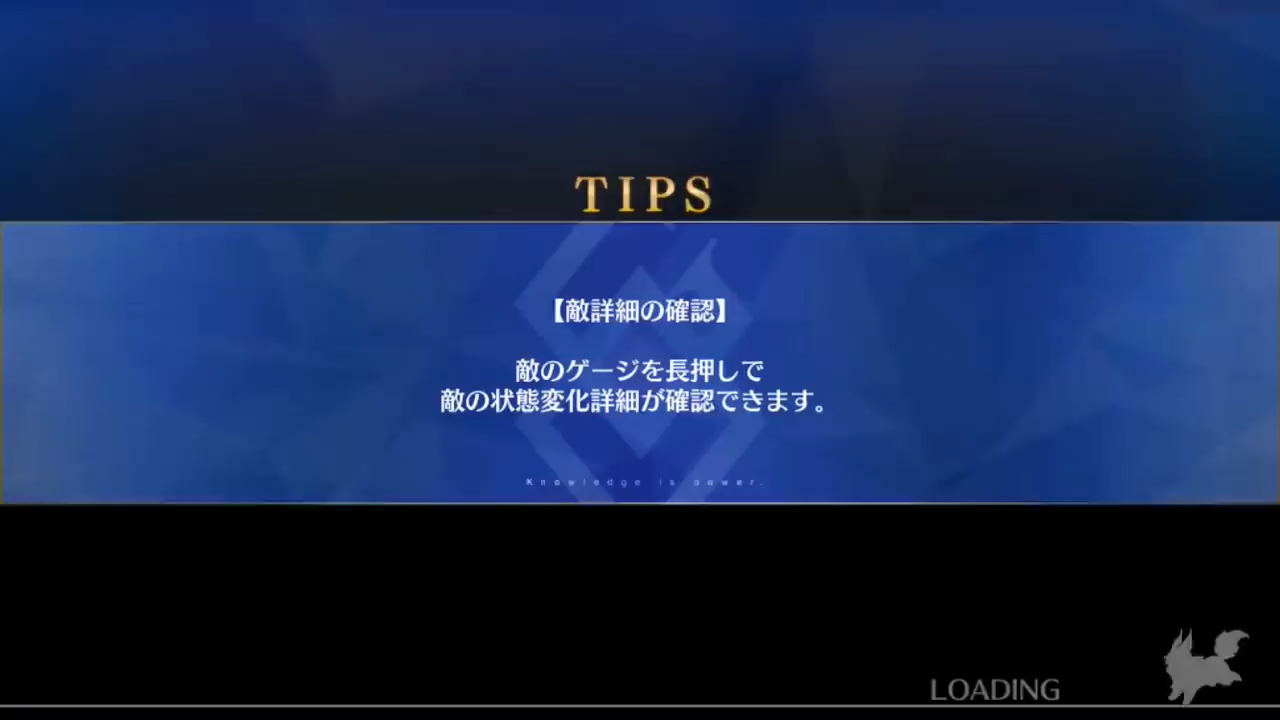 TIPS
【敵詳細の確認】
敵のゲージを長押しで
敵の状態変化詳細が確認できます。
Knowledge is power.
LOADING